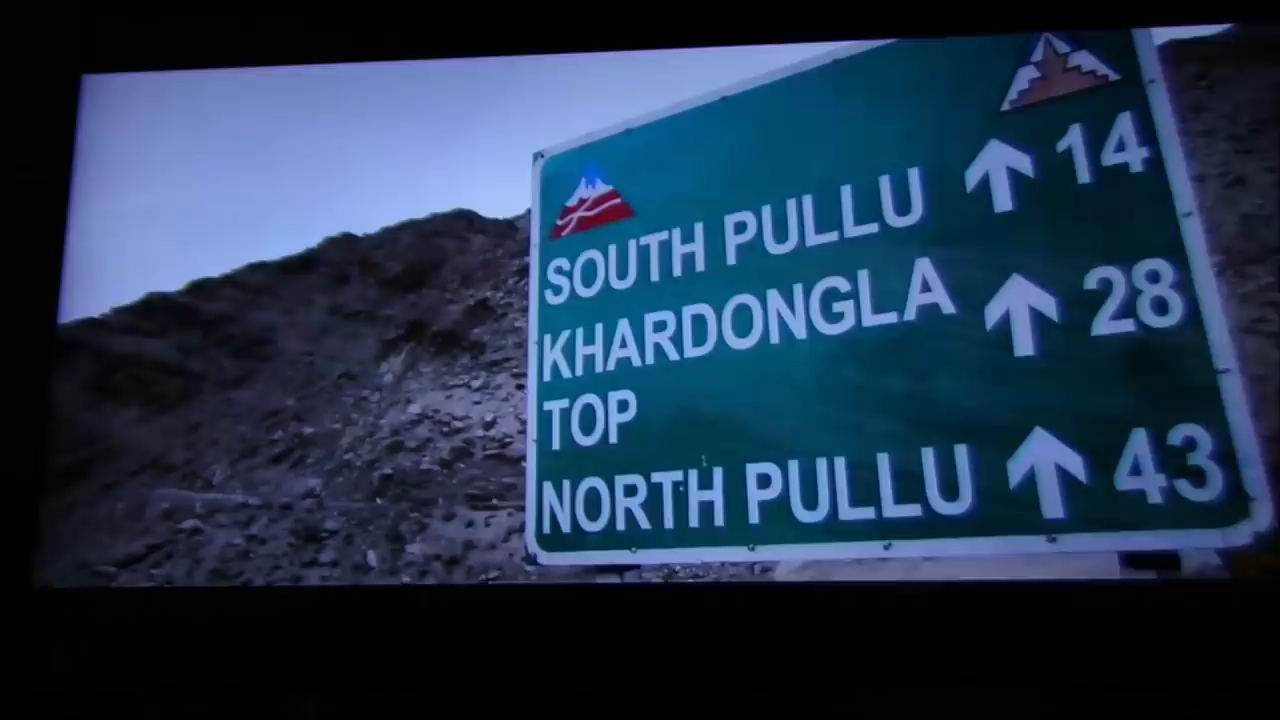 SOUTH PULLU ↑ 14
KHARDONGLA ↑ 28
TOP
NORTH PULLU ↑ 43